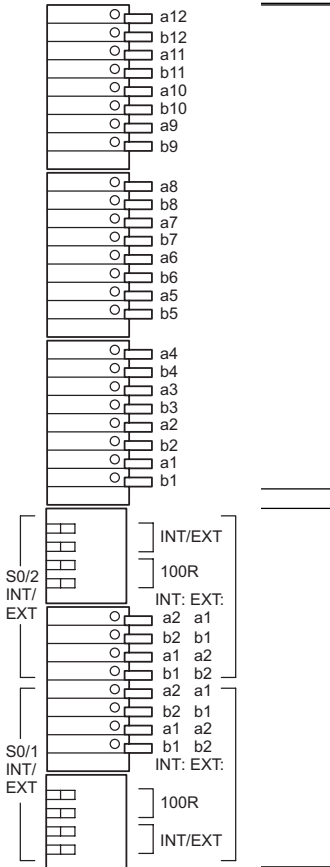 a12
b12
a11
b11
a10
b10
a9
b9
a8
b8
a7
b7
a6
b6
a5
b5
a4
b4
a3
b3
a2
b2
a1
b1
INT/EXT
100R
S0/2
INT/
EXT
INT: EXT:
a2 a1
b2 b1
a1 a2
b1 b2
a2 a1
b2 b1
a1 a2
b1 b2
INT: EXT:
S0/1
INT/
EXT
100R
INT/EXT